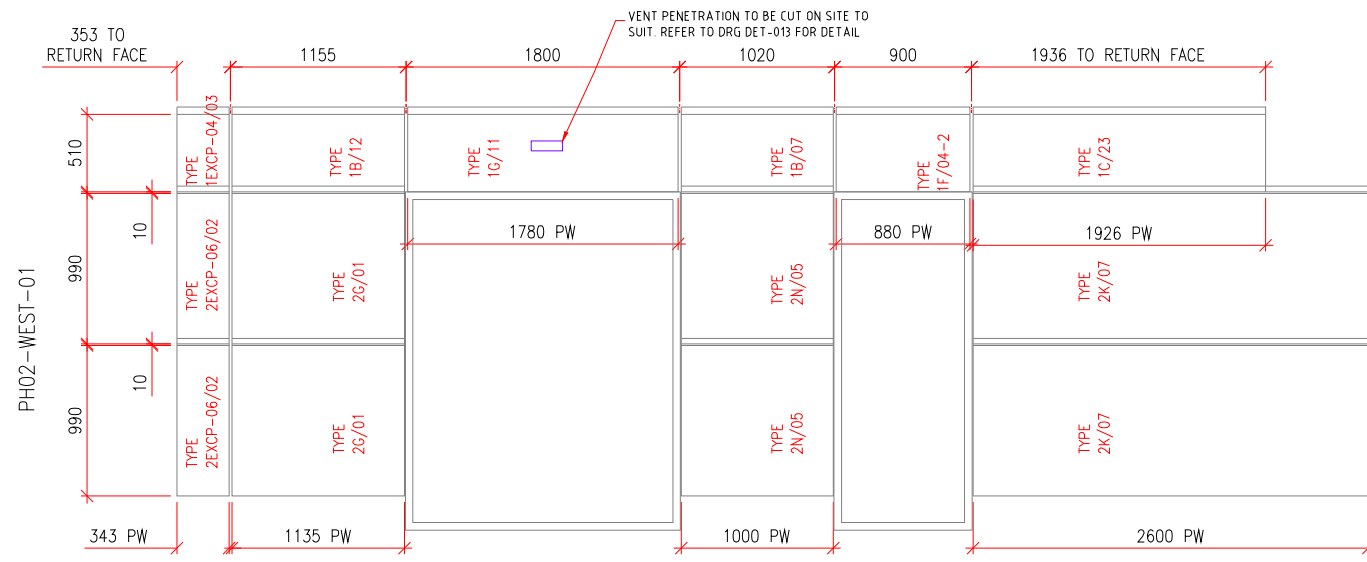 VENT PENETRATION TO BE CUT ON SITE TO
SUIT. REFER TO DRG DET-013 FOR DETAIL
353 TO
RETURN FACE
1155
1800
1020
900
1936 TO RETURN FACE
510
TYPE
1EXCP-04/03
TYPE
1B/12
TYPE
1G/11
TYPE
1B/07
TYPE
1F/04-2
TYPE
1C/23
PH02-WEST-01
990
10
TYPE
2EXCP-06/02
TYPE
2G/01
1780 PW
TYPE
2N/05
880 PW
1926 PW
TYPE
2K/07
990
10
TYPE
2EXCP-06/02
TYPE
2G/01
TYPE
2N/05
TYPE
2K/07
343 PW
1135 PW
1000 PW
2600 PW